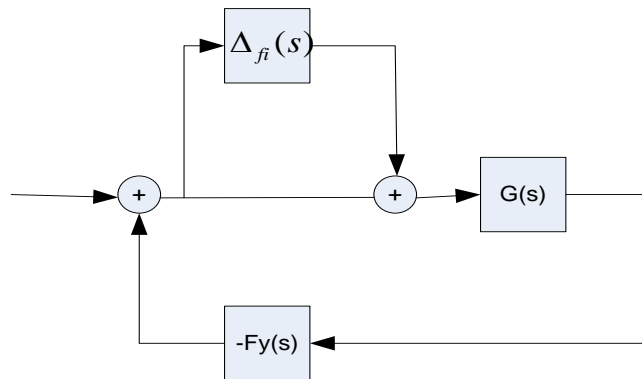 Δfi(s)
+
+
G(s)
-Fy(s)